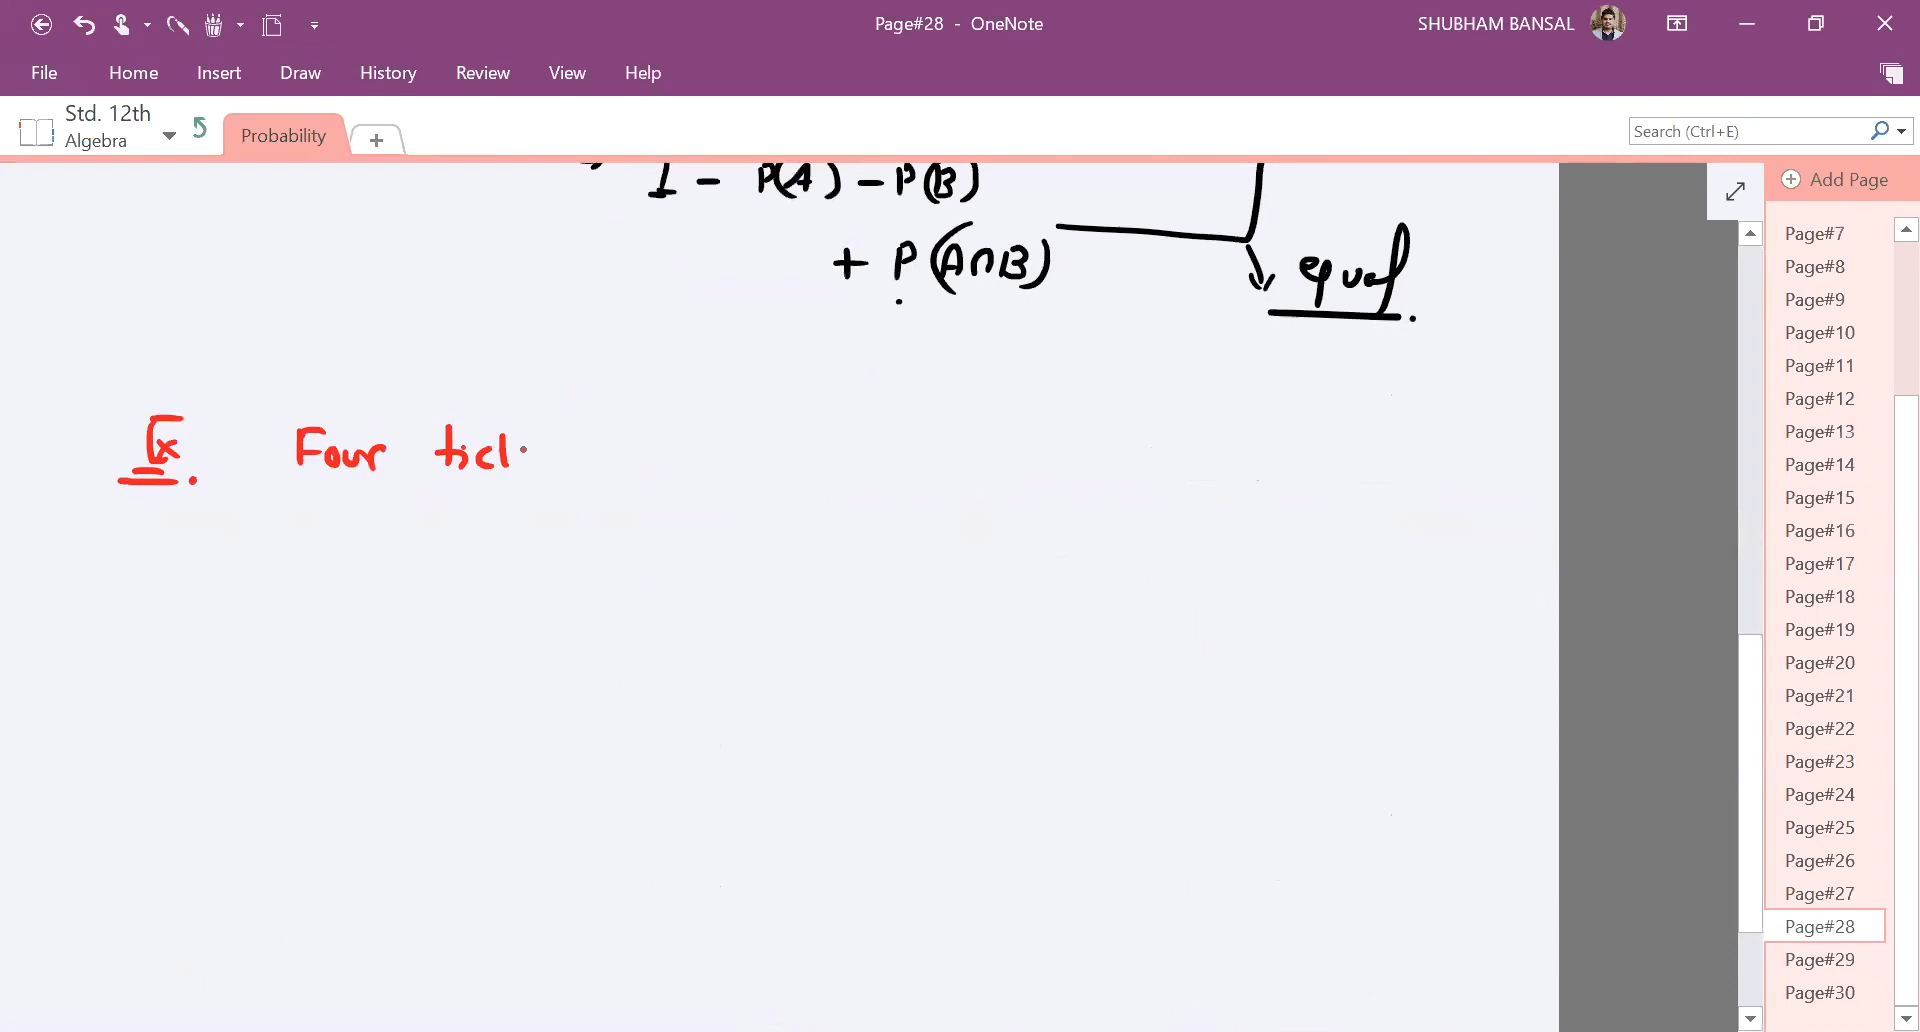 Page#28 - OneNote
SHUBHAM BANSAL
File Home Insert Draw History Review View Help
Std. 12th
Algebra
Probability
+
Search (Ctrl+E)
Add Page
1 - P(A) - P(B)
+ P(A∩B)
equal.
Ex. Four ticl
Page#7
Page#8
Page#9
Page#10
Page#11
Page#12
Page#13
Page#14
Page#15
Page#16
Page#17
Page#18
Page#19
Page#20
Page#21
Page#22
Page#23
Page#24
Page#25
Page#26
Page#27
Page#28
Page#29
Page#30